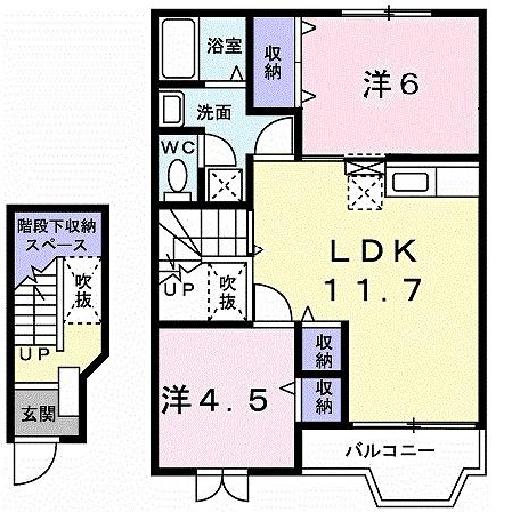 浴室
収納
洋6
洗面
WC
LDK
11.7
階段下収納
スペース
吹抜
UP
玄関
UP
吹抜
収納
収納
洋4.5
バルコニー